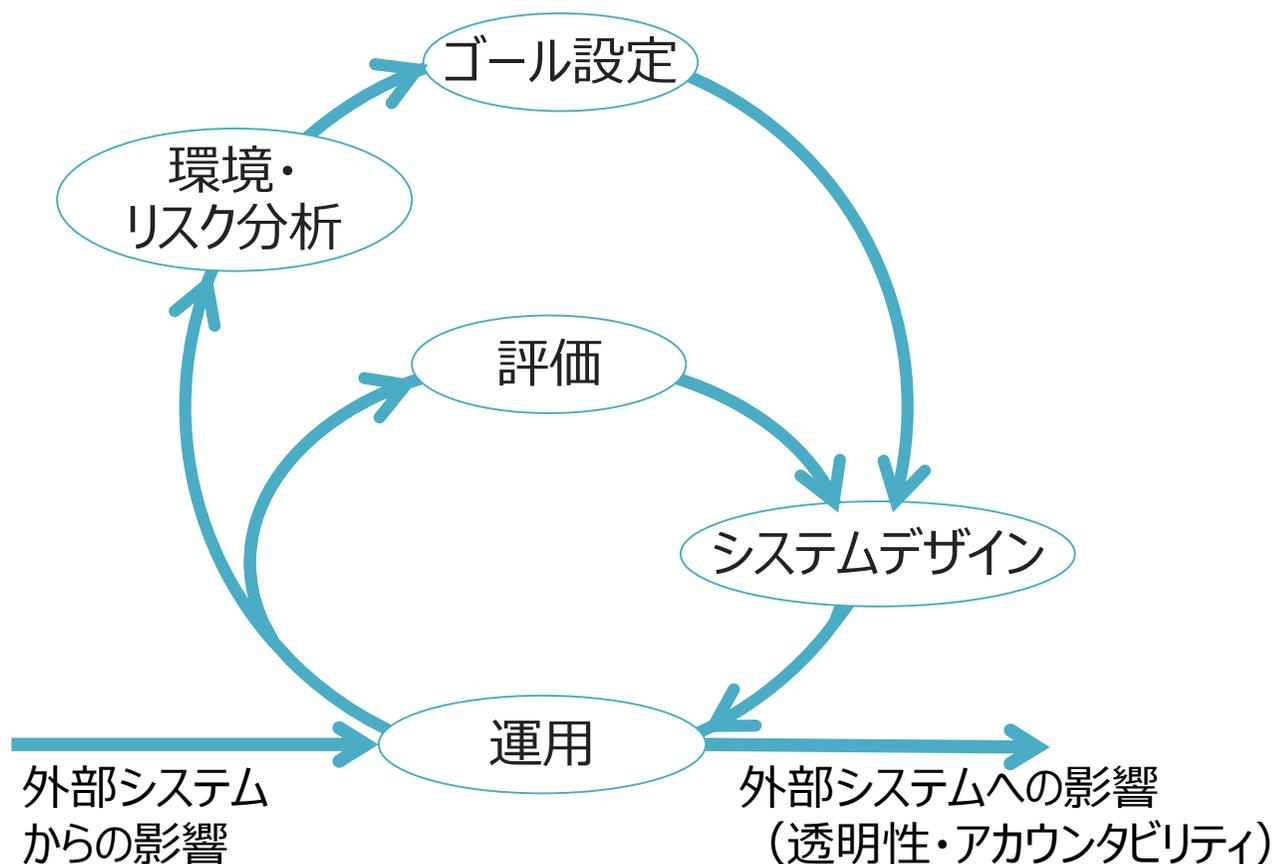 ゴール設定
環境・
リスク分析
評価
システムデザイン
運用
外部システム
からの影響
外部システムへの影響
（透明性・アカウンタビリティ）